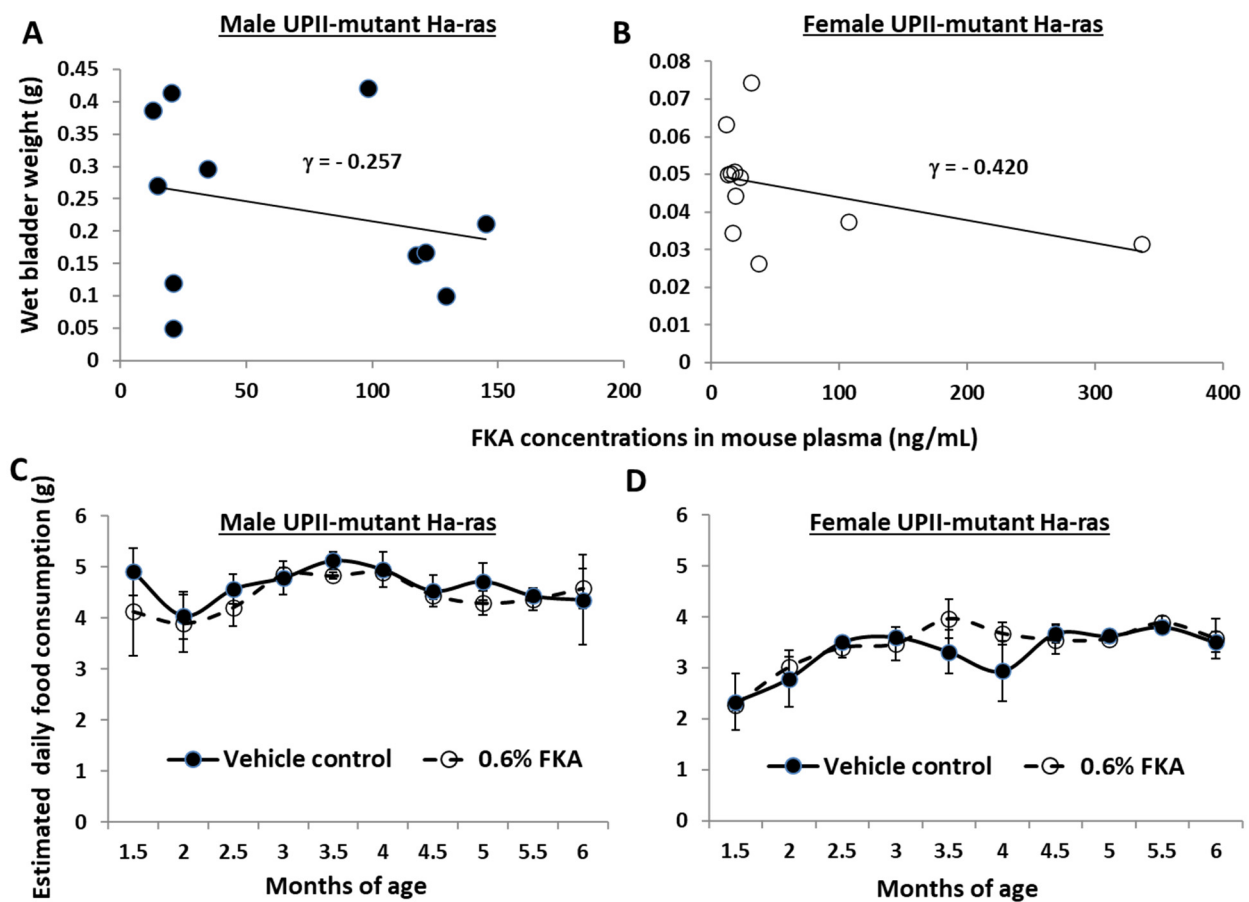 A
Male UPII-mutant Ha-ras
B
Female UPII-mutant Ha-ras
Wet bladder weight (g)
0.45
0.4
0.35
0.3
0.25
0.2
0.15
0.1
0.05
0
γ = - 0.257
0 50 100 150 200
0.08
0.07
0.06
0.05
0.04
0.03
0.02
0.01
0
γ = - 0.420
0 100 200 300 400
FKA concentrations in mouse plasma (ng/mL)
C
Male UPII-mutant Ha-ras
Estimated daily food consumption (g)
6
5
4
3
2
1
0
Vehicle control 0.6% FKA
1.5 2 2.5 3 3.5 4 4.5 5 5.5 6
Months of age
D
Female UPII-mutant Ha-ras
6
5
4
3
2
1
0
Vehicle control 0.6% FKA
1.5 2 2.5 3 3.5 4 4.5 5 5.5 6
Months of age